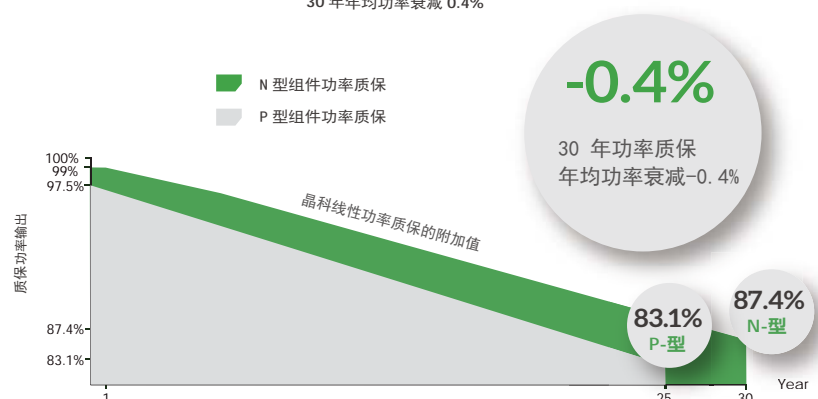 30 年年均功率衰减 0.4%
N 型组件功率质保
P 型组件功率质保
-0.4%
30 年功率质保
年均功率衰减-0.4%
100%
99%
97.5%
晶科线性功率质保的附加值
质保功率输出
87.4%
83.1%
83.1%
P-型
87.4%
N-型
1
25
30
Year